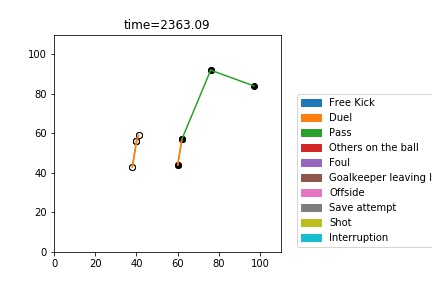 time=2363.09
100
80
60
40
20
0
0 20 40 60 80 100
Free Kick
Duel
Pass
Others on the ball
Foul
Goalkeeper leaving l
Offside
Save attempt
Shot
Interruption